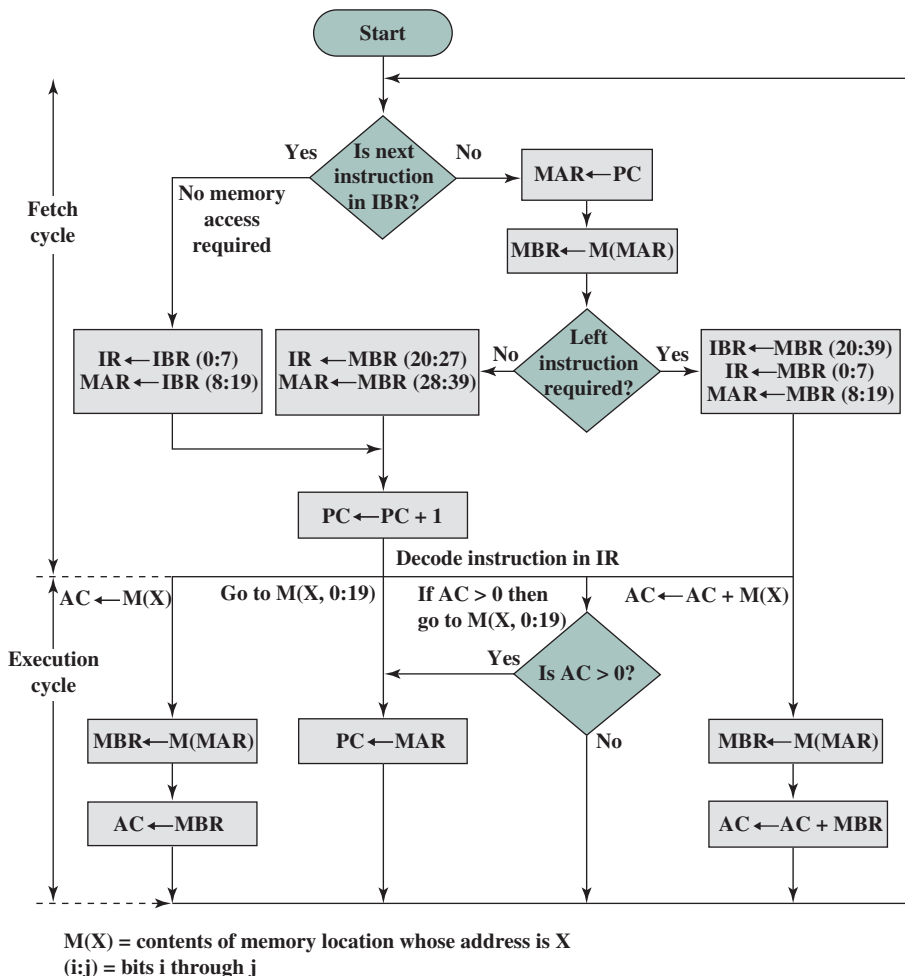 Start
Yes
Is next
instruction
in IBR?
No
MAR ← PC
No memory
access
required
Fetch
cycle
MBR ← M(MAR)
IR ← IBR (0:7)
MAR ← IBR (8:19)
IR ← MBR (20:27)
MAR ← MBR (28:39)
No
Left
instruction
required?
Yes
IBR ← MBR (20:39)
IR ← MBR (0:7)
MAR ← MBR (8:19)
PC ← PC + 1
Decode instruction in IR
AC ← M(X)
Go to M(X, 0:19)
If AC > 0 then
go to M(X, 0:19)
AC ← AC + M(X)
Execution
cycle
Yes
Is AC > 0?
No
MBR ← M(MAR)
PC ← MAR
MBR ← M(MAR)
AC ← MBR
AC ← AC + MBR
M(X) = contents of memory location whose address is X
(i:j) = bits i through j